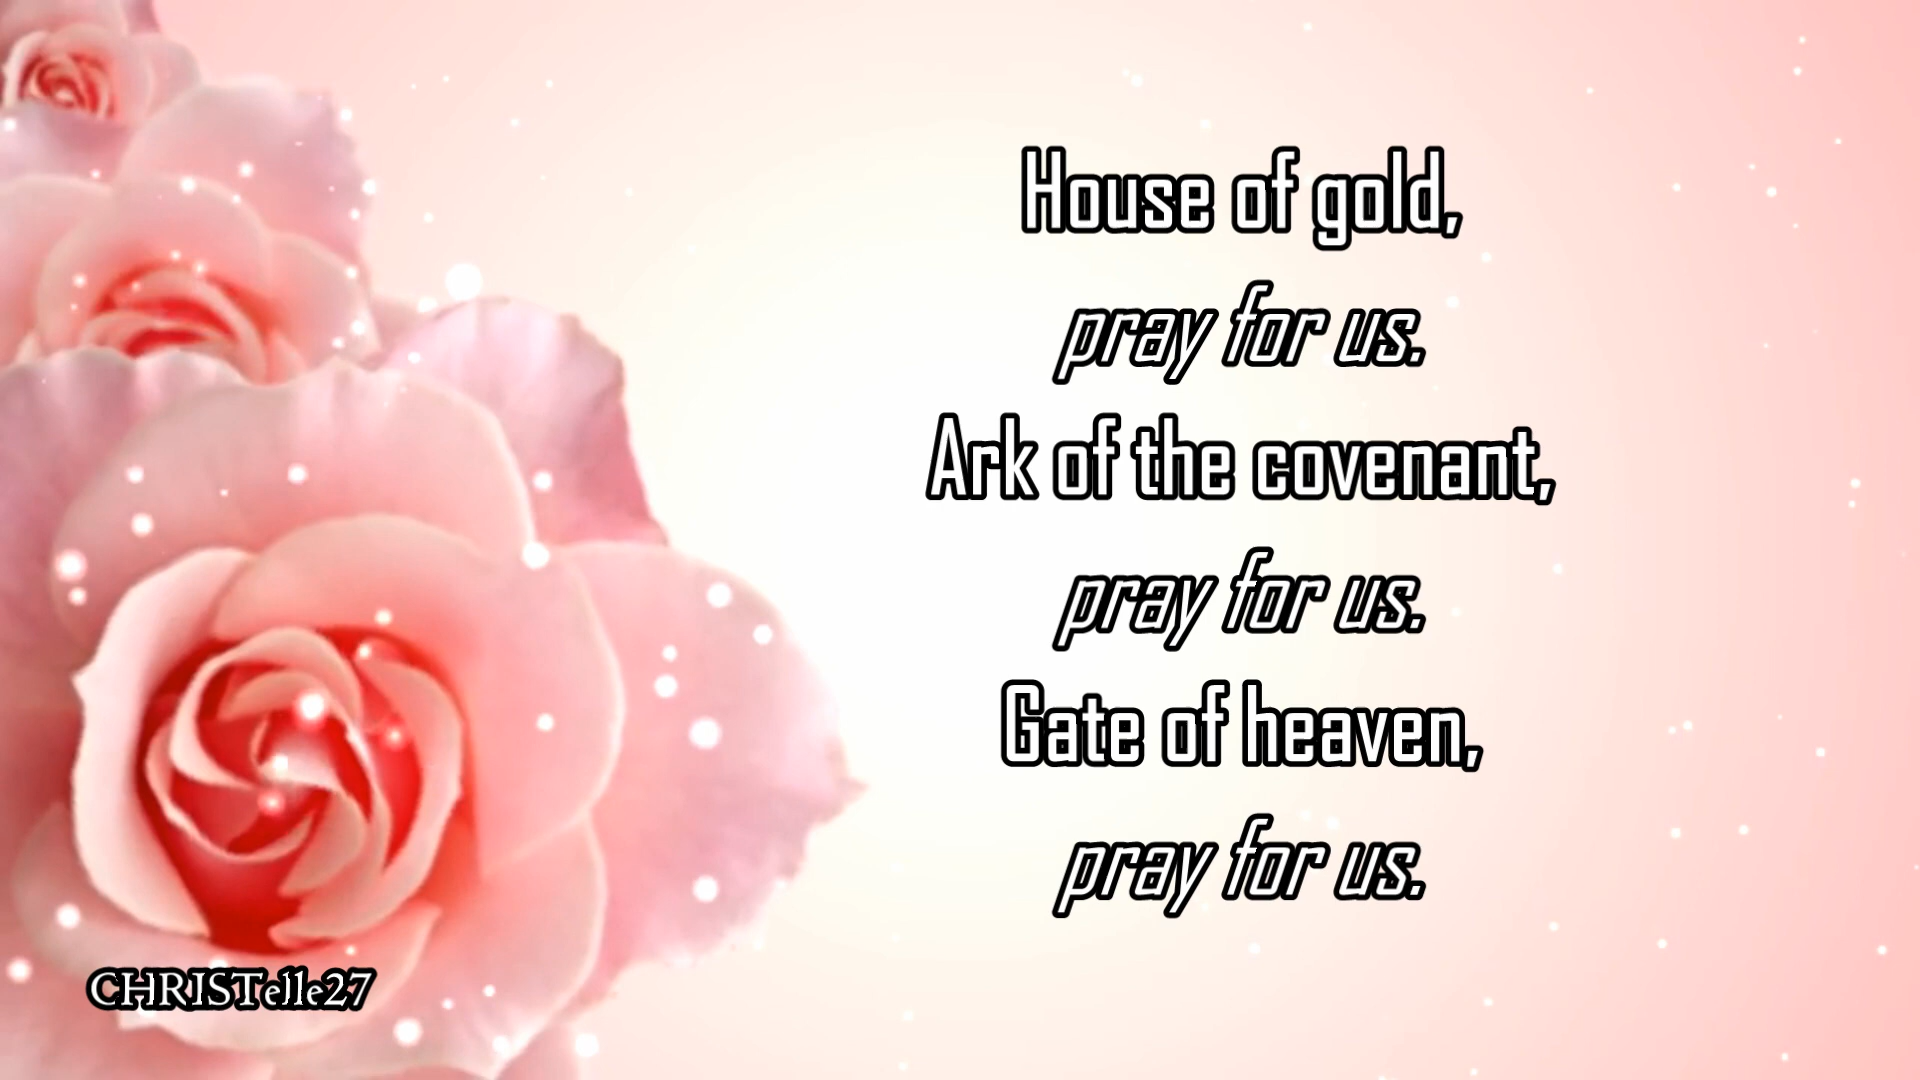 House of gold,
pray for us.
Ark of the covenant,
pray for us.
Gate of heaven,
pray for us.
CHRISTelle27